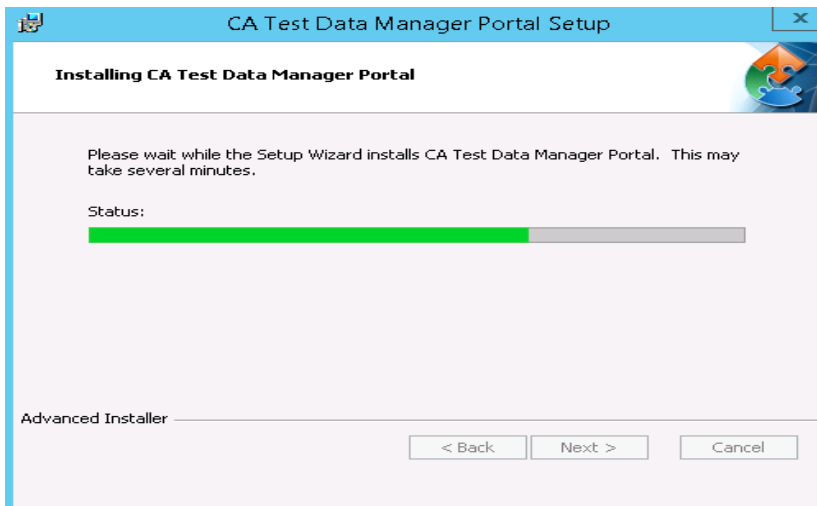 CA Test Data Manager Portal Setup
x
Installing CA Test Data Manager Portal
Please wait while the Setup Wizard installs CA Test Data Manager Portal. This may
take several minutes.
Status:
Advanced Installer
< Back Next > Cancel